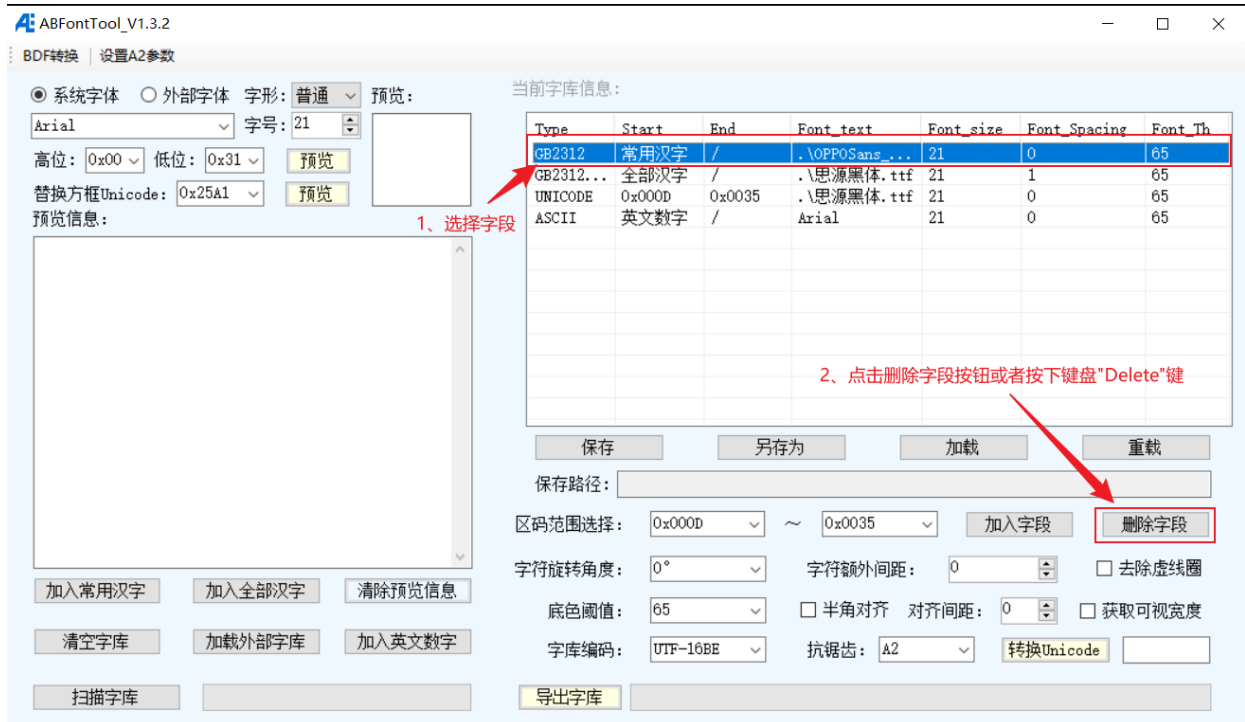 ABFontTool_V1.3.2
BDF转换 设置A2参数
系统字体 外部字体 字形: 普通 预览:
Arial 字号: 21
高位: 0x00 低位: 0x31 预览
替换方框Unicode: 0x25A1 预览
预览信息:
加入常用汉字 加入全部汉字 清除预览信息
清空字库 加载外部字库 加入英文数字
扫描字库
当前字库信息:
Type Start End Font_text Font_size Font_Spacing Font_Th
GB2312 常用汉字 / .\OPPOSans_... 21 0 65
GB2312... 全部汉字 / .\思源黑体.ttf 21 1 65
UNICODE 0x000D 0x0035 .\思源黑体.ttf 21 0 65
ASCII 英文数字 / Arial 21 0 65
1、选择字段
2、点击删除字段按钮或者按下键盘"Delete"键
保存 另存为 加载 重载
保存路径:
区码范围选择: 0x000D ~ 0x0035 加入字段 删除字段
字符旋转角度: 0° 字符额外间距: 0 去除虚线圈
底色阈值: 65 半角对齐 对齐间距: 0 获取可视宽度
字库编码: UTF-16BE 抗锯齿: A2 转换Unicode
导出字库